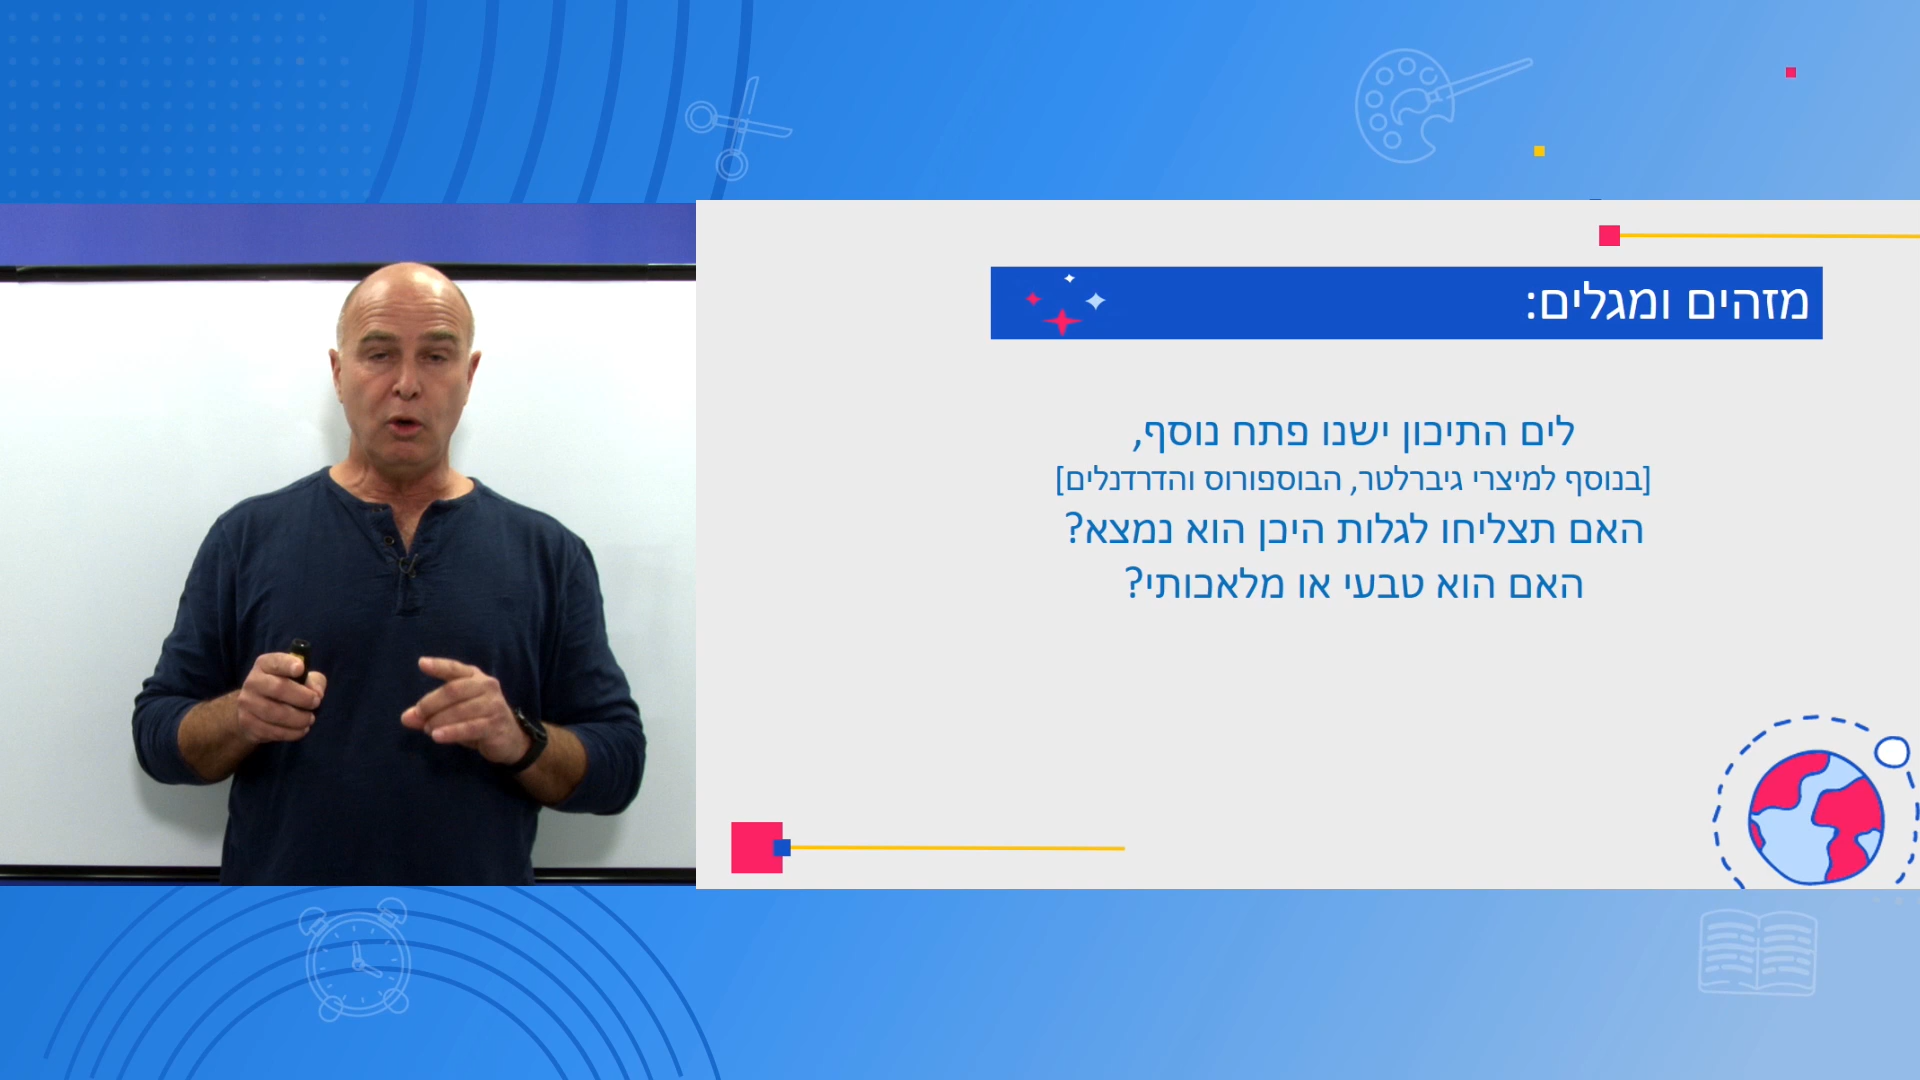 מזהים ומגלים:
לים התיכון ישנו פתח נוסף,
[בנוסף למיצרי גיברלטר, הבוספורוס והדרדנלים]
האם תצליחו לגלות היכן הוא נמצא?
האם הוא טבעי או מלאכותי?